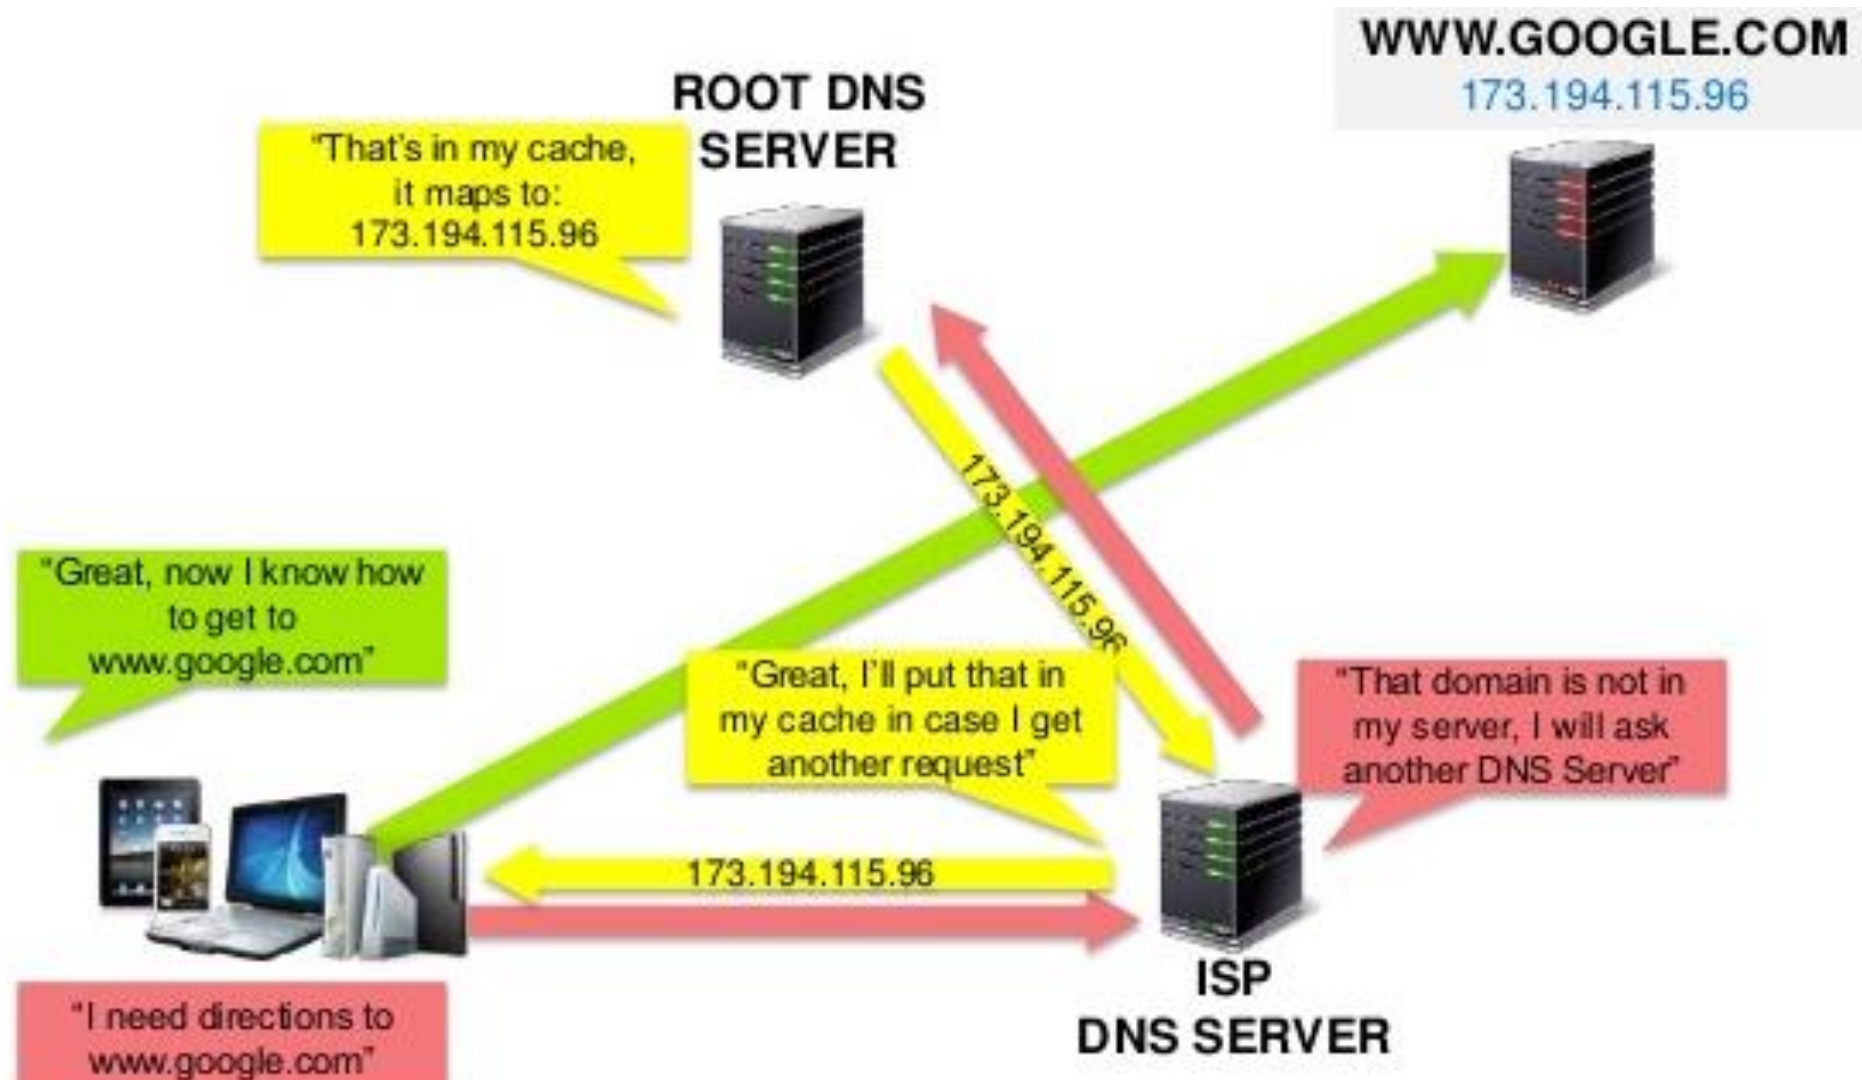 WWW.GOOGLE.COM
173.194.115.96
ROOT DNS
SERVER
"That's in my cache,
it maps to:
173.194.115.96
173.194.115.96
"Great, now I know how
to get to
www.google.com"
"Great, I'll put that in
my cache in case I get
another request"
"That domain is not in
my server, I will ask
another DNS Server"
173.194.115.96
ISP
DNS SERVER
"I need directions to
www.google.com"